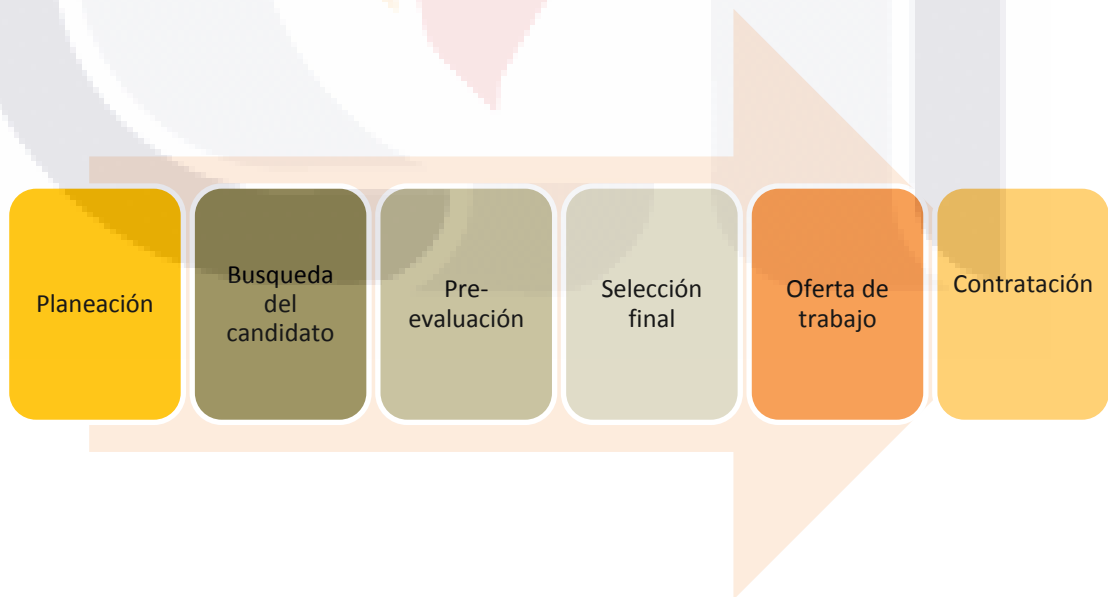 Planeación
Busqueda
del
candidato
Pre-
evaluación
Selección
final
Oferta de
trabajo
Contratación